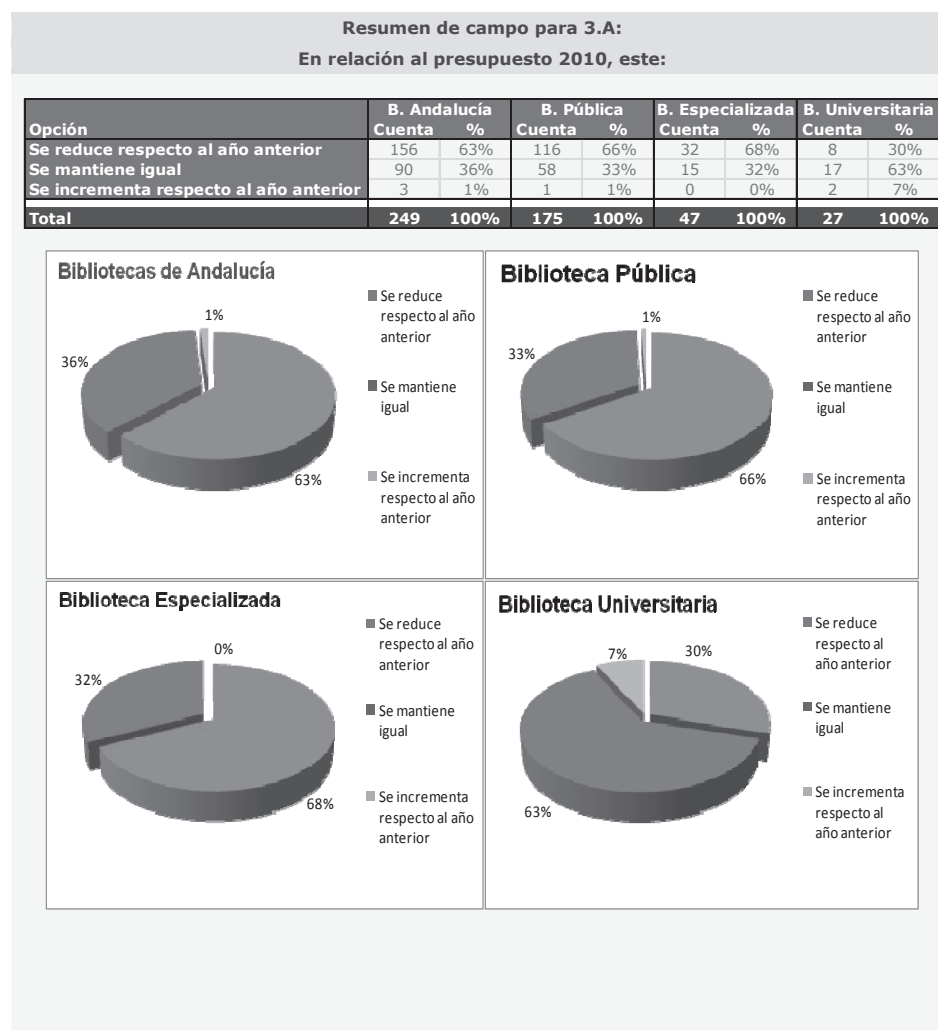 Resumen de campo para 3.A:
En relación al presupuesto 2010, este:
B. Andalucía B. Pública B. Especializada B. Universitaria
Opción Cuenta % Cuenta % Cuenta % Cuenta %
Se reduce respecto al año anterior 156 63% 116 66% 32 68% 8 30%
Se mantiene igual 90 36% 58 33% 15 32% 17 63%
Se incrementa respecto al año anterior 3 1% 1 1% 0 0% 2 7%
Total 249 100% 175 100% 47 100% 27 100%
Bibliotecas de Andalucía
1%
36%
63%
Se reduce
respecto al año
anterior
Se mantiene
igual
Se incrementa
respecto al año
anterior
Biblioteca Pública
1%
33%
66%
Se reduce
respecto al año
anterior
Se mantiene
igual
Se incrementa
respecto al año
anterior
Biblioteca Especializada
0%
32%
68%
Se reduce
respecto al año
anterior
Se mantiene
igual
Se incrementa
respecto al año
anterior
Biblioteca Universitaria
7%
30%
63%
Se reduce
respecto al
año anterior
Se mantiene
igual
Se incrementa
respecto al
año anterior